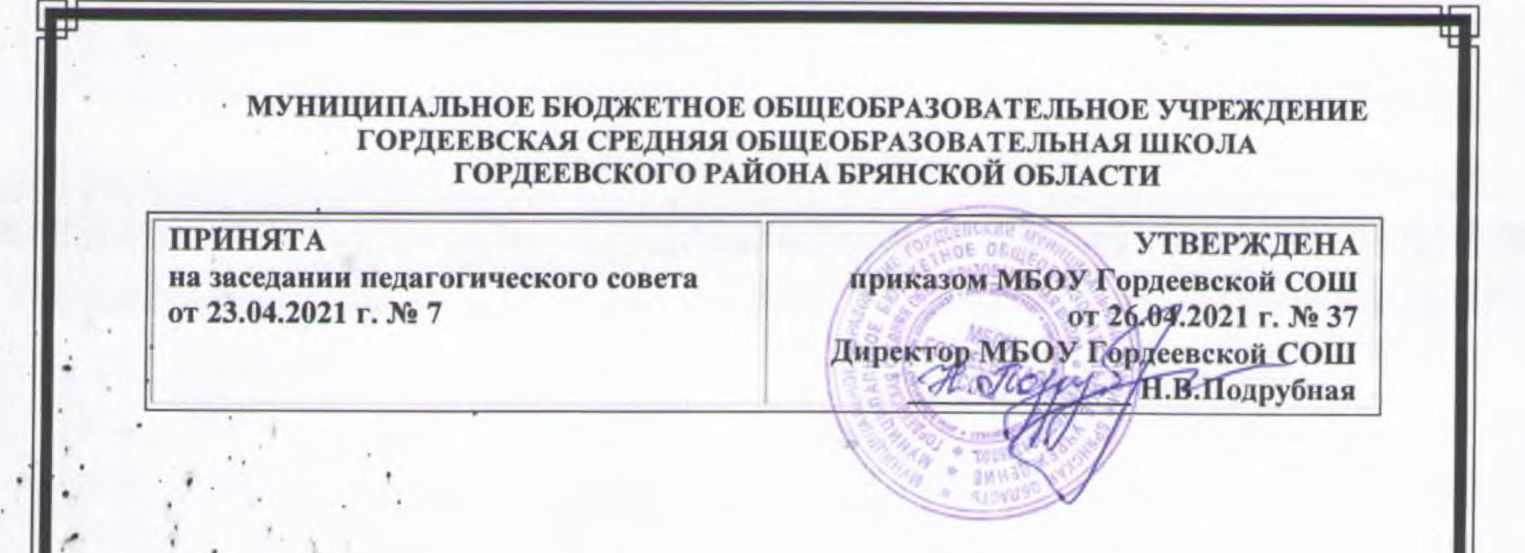 МУНИЦИПАЛЬНОЕ БЮДЖЕТНОЕ ОБЩЕОБРАЗОВАТЕЛЬНОЕ УЧРЕЖДЕНИЕ
ГОРДЕЕВСКАЯ СРЕДНЯЯ ОБЩЕОБРАЗОВАТЕЛЬНАЯ ШКОЛА
ГОРДЕЕВСКОГО РАЙОНА БРЯНСКОЙ ОБЛАСТИ
ПРИНЯТА
на заседании педагогического совета
от 23.04.2021 г. № 7
УТВЕРЖДЕНА
приказом МБОУ Гордеевской СОШ
от 26.04.2021 г. № 37
Директор МБОУ Гордеевской СОШ
Н.В.Подрубная